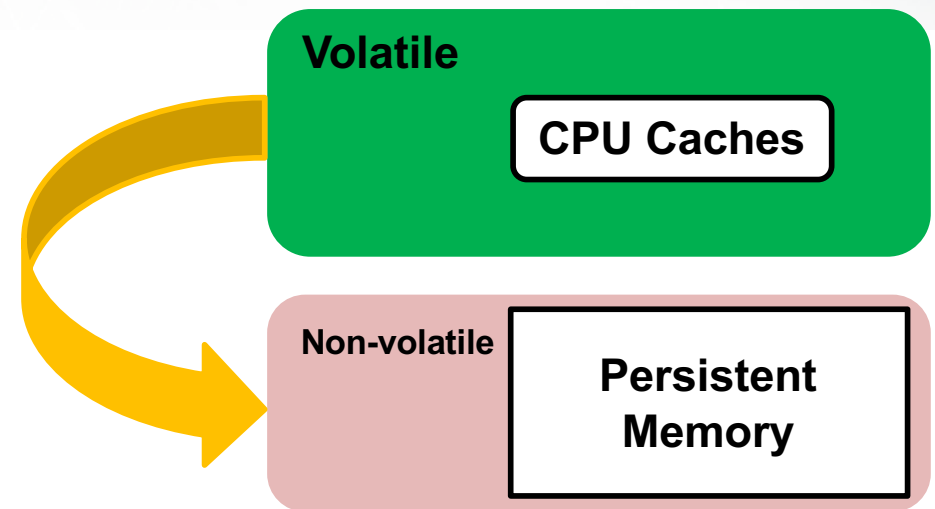 Volatile
CPU Caches
Non-volatile
Persistent
Memory